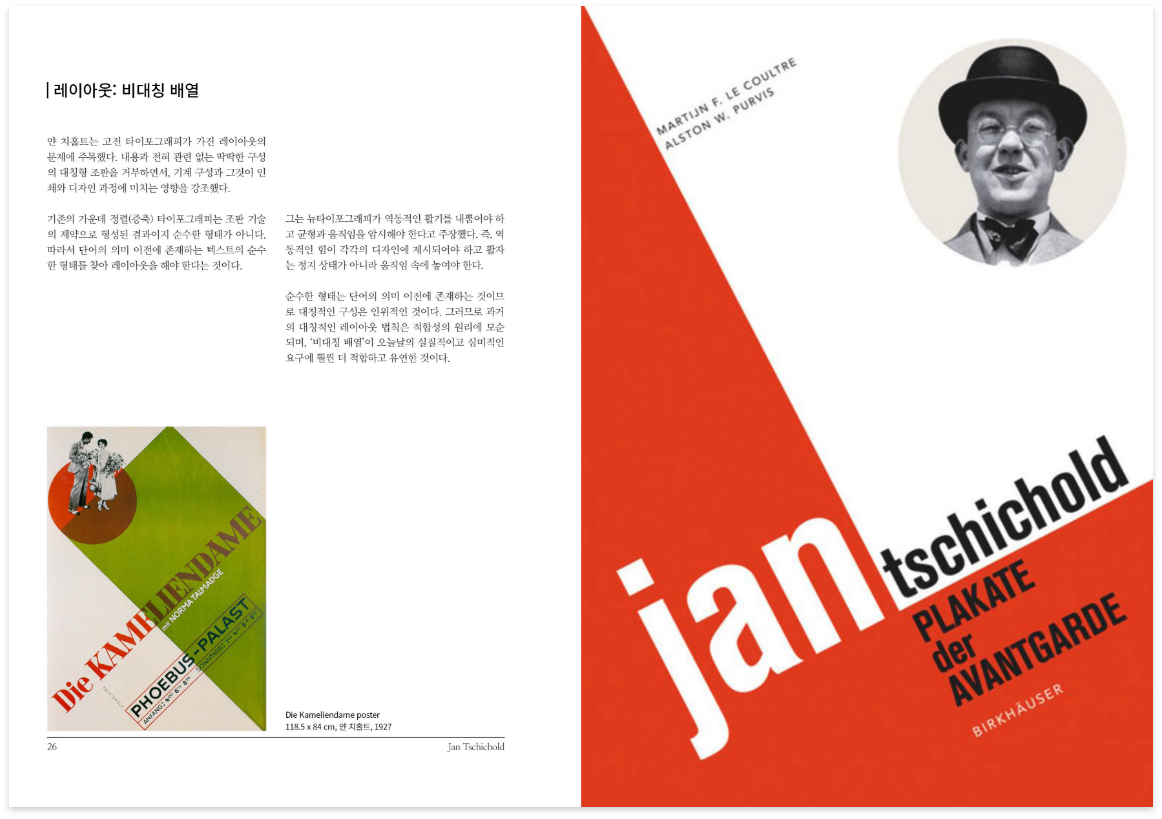 레이아웃: 비대칭 배열
얀 치홀트는 고전 타이포그래피가 가진 레이아웃의
문제에 주목했다. 내용과 전혀 관련 없는 딱딱한 구성
의 대칭형 조판을 거부하면서, 기계 구성과 그것이 인
쇄와 디자인 과정에 미치는 영향을 강조했다.
기존의 가운데 정렬(중축) 타이포그래피는 조판 기술
의 제약으로 형성된 결과이지 순수한 형태가 아니다.
따라서 단어의 의미 이전에 존재하는 텍스트의 순수
한 형태를 찾아 레이아웃을 해야 한다는 것이다.
그는 뉴타이포그래피가 역동적인 활기를 내뿜어야 하
고 균형과 움직임을 암시해야 한다고 주장했다. 즉, 역
동적인 힘이 각각의 디자인에 제시되어야 하고 활자
는 정지 상태가 아니라 움직임 속에 놓여야 한다.
순수한 형태는 단어의 의미 이전에 존재하는 것이므
로 대칭적인 구성은 인위적인 것이다. 그러므로 과거
의 대칭적인 레이아웃 법칙은 적합성의 원리에 모순
되며, ‘비대칭 배열’이 오늘날의 실질적이고 심미적인
요구에 훨씬 더 적합하고 유연한 것이다.
Die KAMELIENDAME
mit NORMA TALMADGE
PHOEBUS-PALAST
Die Kameliendame poster
118.5 x 84 cm, 얀 치홀트, 1927
26
Jan Tschichold
MARTIJN F. LE COULTRE
ALSTON W. PURVIS
jan
tschichold
PLAKATE
der
AVANTGARDE
BIRKHÄUSER